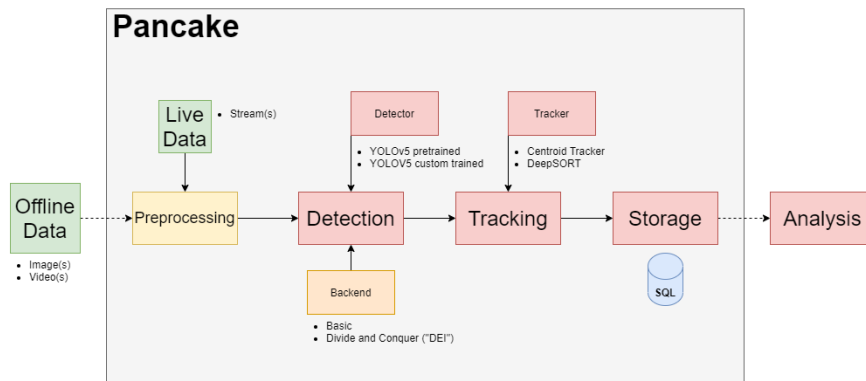 Pancake
Live
Data
Stream(s)
Detector
YOLOv5 pretrained
YOLOV5 custom trained
Tracker
Centroid Tracker
DeepSORT
Offline
Data
Image(s)
Video(s)
Preprocessing
Detection
Tracking
Storage
Analysis
Backend
Basic
Divide and Conquer ("DEI")
SQL